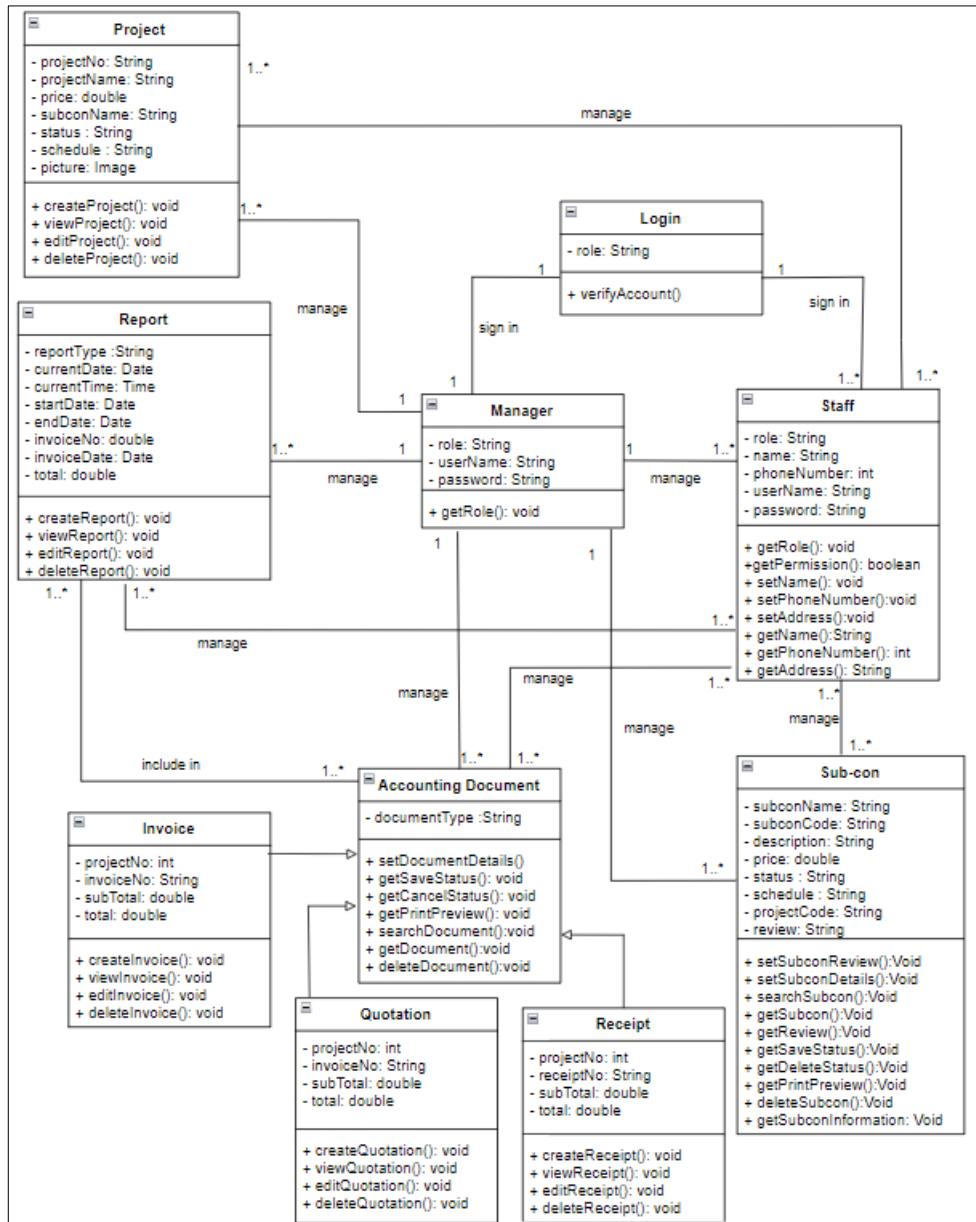 Project
- projectNo: String
- projectName: String
- price: double
- subconName: String
- status : String
- schedule : String
- picture: Image
+ createProject(): void
+ viewProject(): void
+ editProject(): void
+ deleteProject(): void
1..*
manage
1..*
manage
Login
- role: String
+ verifyAccount()
1
1
sign in
sign in
Report
- reportType :String
- currentDate: Date
- currentTime: Time
- startDate: Date
- endDate: Date
- invoiceNo: double
- invoiceDate: Date
- total: double
+ createReport(): void
+ viewReport(): void
+ editReport(): void
+ deleteReport(): void
1..*
1
manage
1
1
Manager
- role: String
- userName: String
- password: String
+ getRole(): void
1
1..*
manage
1..*
1..*
Staff
- role: String
- name: String
- phoneNumber: int
- userName: String
- password: String
+ getRole(): void
+getPermission(): boolean
+ setName(): void
+ setPhoneNumber():void
+ setAddress():void
+ getName():String
+ getPhoneNumber(): int
+ getAddress(): String
1
1
1..*
1..*
1..*
manage
manage
1..*
1..*
manage
manage
manage
include in
1..*
1..*
1..*
1..*
Accounting Document
- documentType :String
+ setDocumentDetails()
+ getSaveStatus(): void
+ getCancelStatus(): void
+ getPrintPreview(): void
+ searchDocument():void
+ getDocument():void
+ deleteDocument():void
1..*
Sub-con
- subconName: String
- subconCode: String
- description: String
- price: double
- status : String
- schedule : String
- projectCode: String
- review: String
+ setSubconReview():Void
+ setSubconDetails():Void
+ searchSubcon():Void
+ getSubcon():Void
+ getReview():Void
+ getSaveStatus():Void
+ getDeleteStatus():Void
+ getPrintPreview():Void
+ deleteSubcon():Void
+ getSubconInformation: Void
Invoice
- projectNo: int
- invoiceNo: String
- subTotal: double
- total: double
+ createInvoice(): void
+ viewInvoice(): void
+ editInvoice(): void
+ deleteInvoice(): void
Quotation
- projectNo: int
- invoiceNo: String
- subTotal: double
- total: double
+ createQuotation(): void
+ viewQuotation(): void
+ editQuotation(): void
+ deleteQuotation(): void
Receipt
- projectNo: int
- receiptNo: String
- subTotal: double
- total: double
+ createReceipt(): void
+ viewReceipt(): void
+ editReceipt(): void
+ deleteReceipt(): void